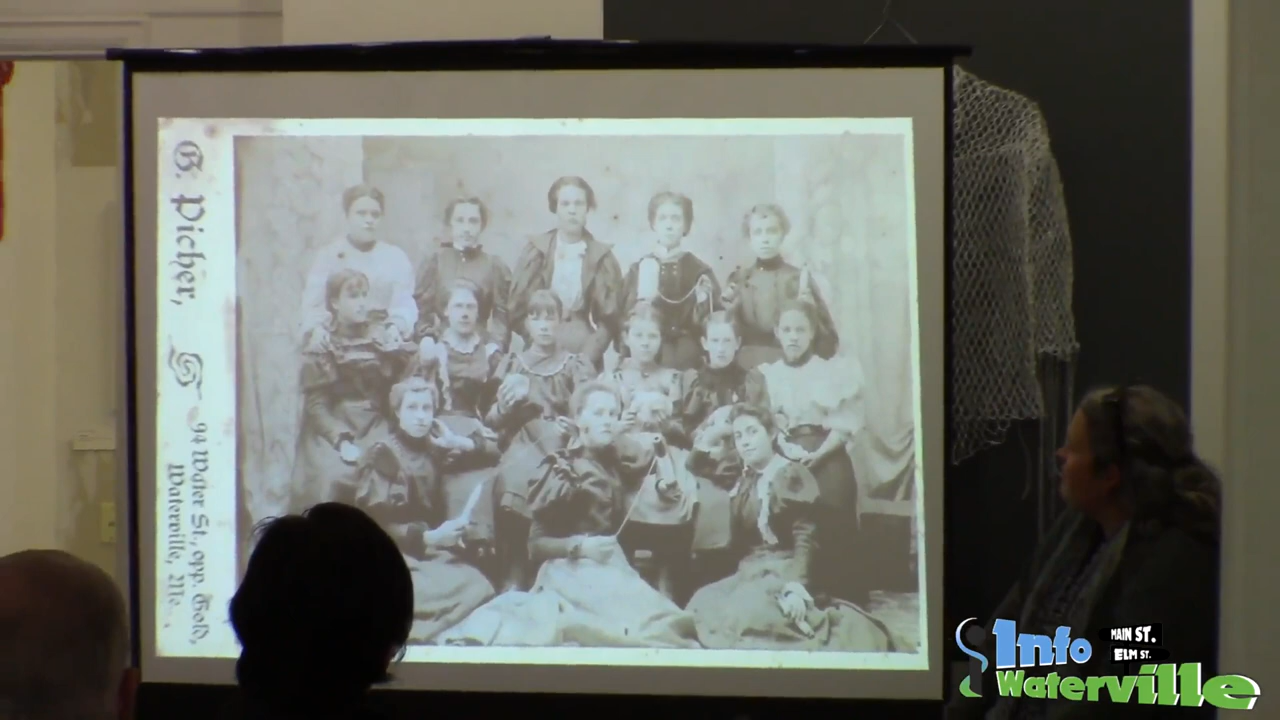 G. Picher,
94 Water St., opp. Gold,
Waterville, Me.
Info
MAIN ST.
ELM ST.
Waterville